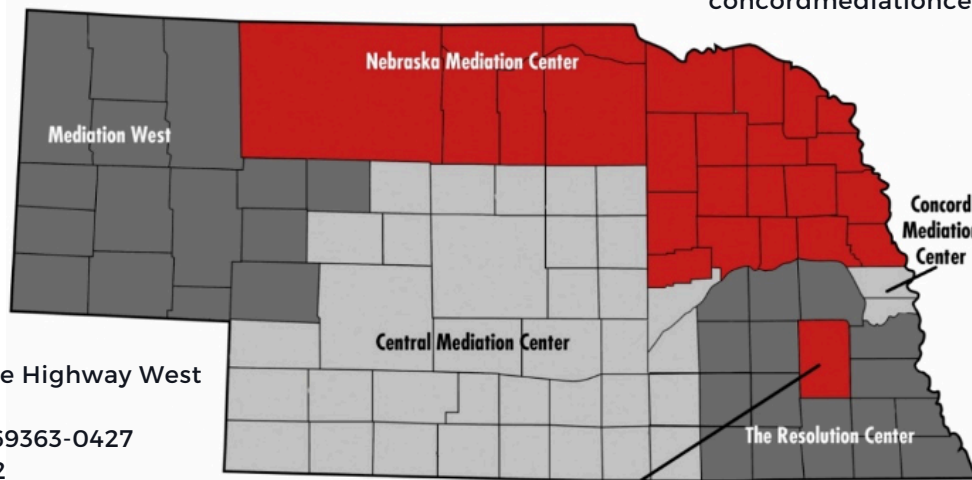 concordmediationce
Nebraska Mediation Center
Mediation West
Concord
Mediation
Center
Central Mediation Center
e Highway West
69363-0427
2
The Resolution Center